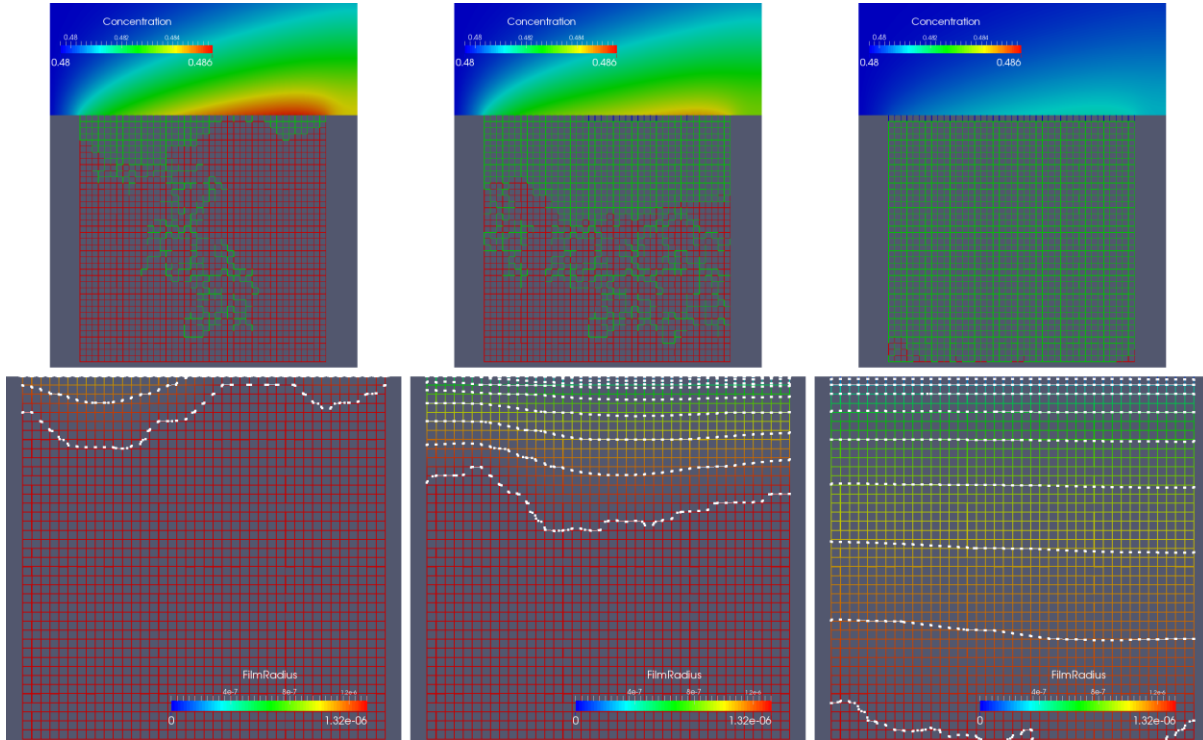 Concentration
0.48 0.482 0.484
0.48 0.486
Concentration
0.48 0.482 0.484
0.48 0.486
Concentration
0.48 0.482 0.484
0.48 0.486
FilmRadius
4e-7 8e-7 1.2e-6
0 1.32e-06
FilmRadius
4e-7 8e-7 1.2e-6
0 1.32e-06
FilmRadius
4e-7 8e-7 1.2e-6
0 1.32e-06